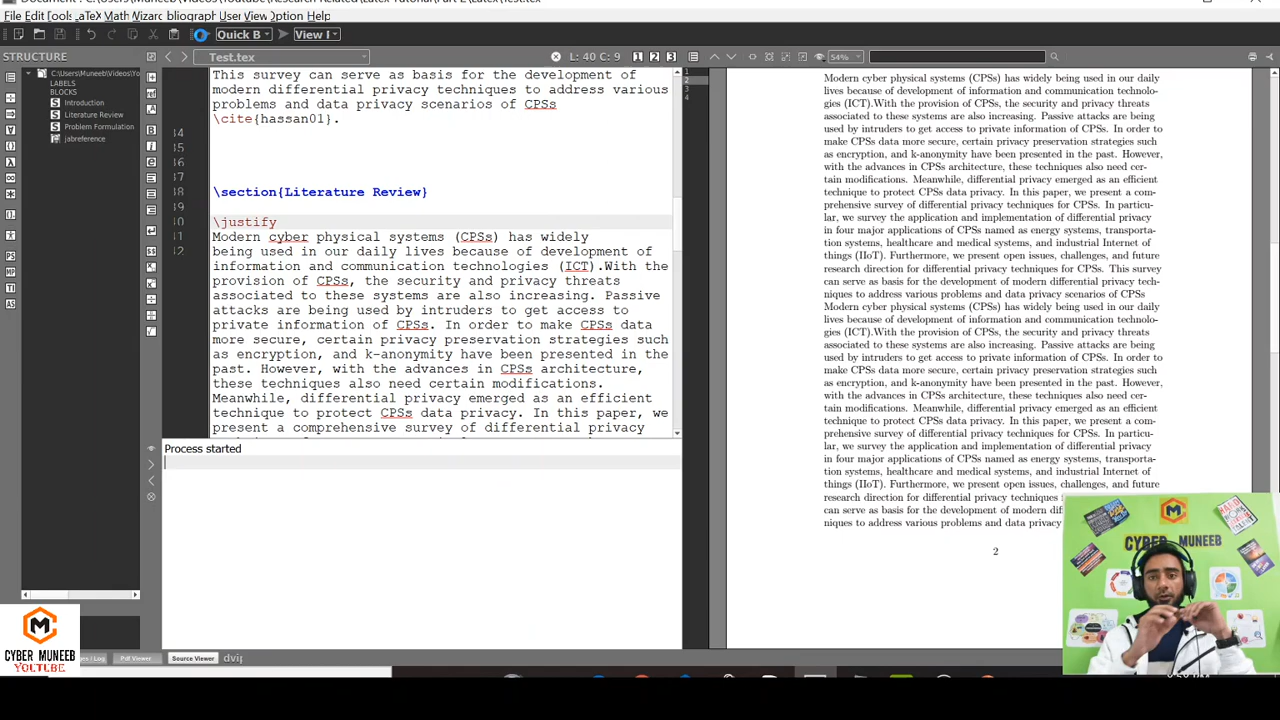 File Edit Tools LaTeX Math Wizard Bibliography User View Options Help
Quick B
View
STRUCTURE
Test.tex
L: 40 C: 9
1 2 3
54%
C:\Users\Muneeb\Videos\Yo
LABELS
BLOCKS
Introduction
Literature Review
Problem Formulation
jabreference
This survey can serve as basis for the development of
modern differential privacy techniques to address various
problems and data privacy scenarios of CPSs
\cite{hassan01}.
\section{Literature Review}
\justify
Modern cyber physical systems (CPSs) has widely
being used in our daily lives because of development of
information and communication technologies (ICT).With the
provision of CPSs, the security and privacy threats
associated to these systems are also increasing. Passive
attacks are being used by intruders to get access to
private information of CPSs. In order to make CPSs data
more secure, certain privacy preservation strategies such
as encryption, and k-anonymity have been presented in the
past. However, with the advances in CPSs architecture,
these techniques also need certain modifications.
Meanwhile, differential privacy emerged as an efficient
technique to protect CPSs data privacy. In this paper, we
present a comprehensive survey of differential privacy
Process started
Pdf Viewer
Source Viewer
Modern cyber physical systems (CPSs) has widely being used in our daily
lives because of development of information and communication technolo-
gies (ICT).With the provision of CPSs, the security and privacy threats
associated to these systems are also increasing. Passive attacks are being
used by intruders to get access to private information of CPSs. In order to
make CPSs data more secure, certain privacy preservation strategies such
as encryption, and k-anonymity have been presented in the past. However,
with the advances in CPSs architecture, these techniques also need cer-
tain modifications. Meanwhile, differential privacy emerged as an efficient
technique to protect CPSs data privacy. In this paper, we present a com-
prehensive survey of differential privacy techniques for CPSs. In particu-
lar, we survey the application and implementation of differential privacy
in four major applications of CPSs named as energy systems, transporta-
tion systems, healthcare and medical systems, and industrial Internet of
things (IIoT). Furthermore, we present open issues, challenges, and future
research direction for differential privacy techniques for CPSs. This survey
can serve as basis for the development of modern differential privacy tech-
niques to address various problems and data privacy scenarios of CPSs
Modern cyber physical systems (CPSs) has widely being used in our daily
lives because of development of information and communication technolo-
gies (ICT).With the provision of CPSs, the security and privacy threats
associated to these systems are also increasing. Passive attacks are being
used by intruders to get access to private information of CPSs. In order to
make CPSs data more secure, certain privacy preservation strategies such
as encryption, and k-anonymity have been presented in the past. However,
with the advances in CPSs architecture, these techniques also need cer-
tain modifications. Meanwhile, differential privacy emerged as an efficient
technique to protect CPSs data privacy. In this paper, we present a com-
prehensive survey of differential privacy techniques for CPSs. In particu-
lar, we survey the application and implementation of differential privacy
in four major applications of CPSs named as energy systems, transporta-
tion systems, healthcare and medical systems, and industrial Internet of
things (IIoT). Furthermore, we present open issues, challenges, and future
research direction for differential privacy techniques
can serve as basis for the development of modern
niques to address various problems and data privacy
2
CYBER MUNEEB
CYBER MUNEEB
YOUTUBE